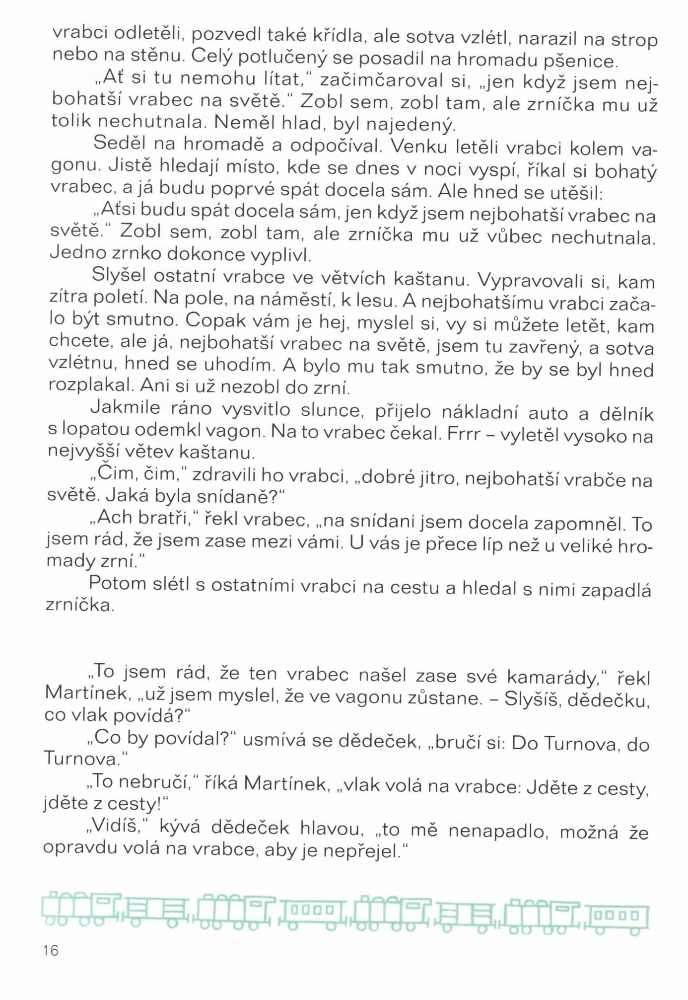 vrabci odletěli, pozvedl také křídla, ale sotva vzlétl, narazil na strop
nebo na stěnu. Celý potlučený se posadil na hromadu pšenice.
„Ať si tu nemohu lítat,“ začimčaroval si, „jen když jsem nej-
bohatší vrabec na světě.“ Zobl sem, zobl tam, ale zrníčka mu už
tolik nechutnala. Neměl hlad, byl najedený.
Seděl na hromadě a odpočíval. Venku letěli vrabci kolem va-
gonu. Jistě hledají místo, kde se dnes v noci vyspí, říkal si bohatý
vrabec, a já budu poprvé spát docela sám. Ale hned se utěšil:
„Aťsi budu spát docela sám, jen když jsem nejbohatší vrabec na
světě.“ Zobl sem, zobl tam, ale zrníčka mu už vůbec nechutnala.
Jedno zrnko dokonce vyplivl.
Slyšel ostatní vrabce ve větvích kaštanu. Vypravovali si, kam
zítra poletí. Na pole, na náměstí, k lesu. A nejbohatšímu vrabci zača-
lo být smutno. Copak vám je hej, myslel si, vy si můžete letět, kam
chcete, ale já, nejbohatší vrabec na světě, jsem tu zavřený, a sotva
vzlétnu, hned se uhodím. A bylo mu tak smutno, že by se byl hned
rozplakal. Ani si už nezobl do zrní.
Jakmile ráno vysvitlo slunce, přijelo nákladní auto a dělník
s lopatou odemkl vagon. Na to vrabec čekal. Frrr – vyletěl vysoko na
nejvyšší větev kaštanu.
„Čim, čim,“ zdravili ho vrabci, „dobré jitro, nejbohatší vrabče na
světě. Jaká byla snídaně?“
„Ach bratři,“ řekl vrabec, „na snídani jsem docela zapomněl. To
jsem rád, že jsem zase mezi vámi. U vás je přece líp než u veliké hro-
mady zrní.“
Potom slétl s ostatními vrabci na cestu a hledal s nimi zapadlá
zrníčka.
„To jsem rád, že ten vrabec našel zase své kamarády,“ řekl
Martínek, „už jsem myslel, že ve vagonu zůstane. – Slyšíš, dědečku,
co vlak povídá?“
„Co by povídal?“ usmívá se dědeček, „bručí si: Do Turnova, do
Turnova.“
„To nebručí,“ říká Martínek, „vlak volá na vrabce: Jděte z cesty,
jděte z cesty!“
„Vidíš,“ kývá dědeček hlavou, „to mě nenapadlo, možná že
opravdu volá na vrabce, aby je nepřejel.“
16